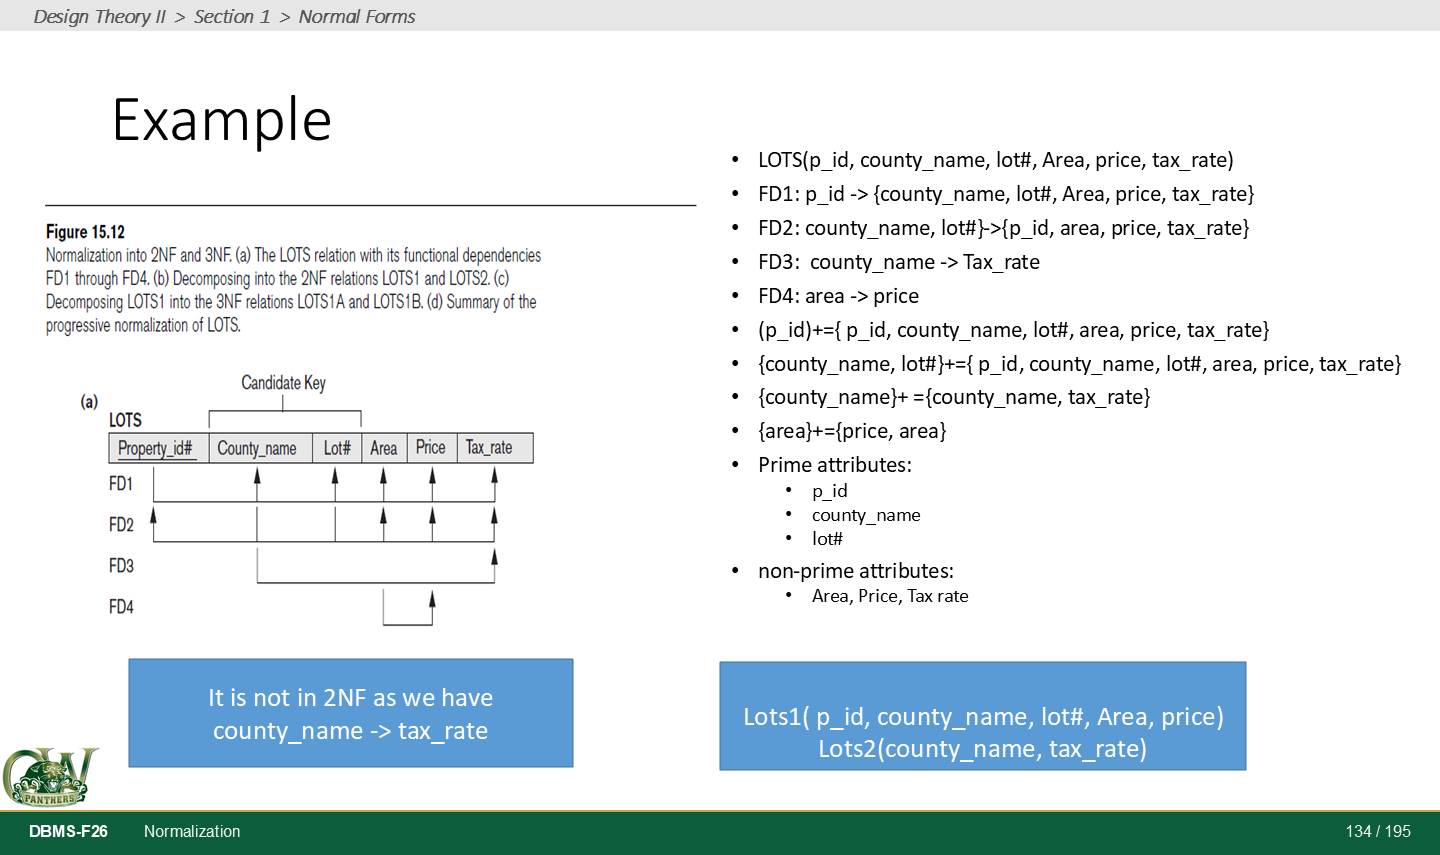 Design Theory II > Section 1 > Normal Forms
Example
Figure 15.12
Normalization into 2NF and 3NF. (a) The LOTS relation with its functional dependencies
FD1 through FD4. (b) Decomposing into the 2NF relations LOTS1 and LOTS2. (c)
Decomposing LOTS1 into the 3NF relations LOTS1A and LOTS1B. (d) Summary of the
progressive normalization of LOTS.
Candidate Key
(a)
LOTS
Property_id# County_name Lot# Area Price Tax_rate
FD1
FD2
FD3
FD4
It is not in 2NF as we have
county_name -> tax_rate
• LOTS(p_id, county_name, lot#, Area, price, tax_rate)
• FD1: p_id -> {county_name, lot#, Area, price, tax_rate}
• FD2: county_name, lot#}->{p_id, area, price, tax_rate}
• FD3: county_name -> Tax_rate
• FD4: area -> price
• (p_id)+={ p_id, county_name, lot#, area, price, tax_rate}
• {county_name, lot#}+={ p_id, county_name, lot#, area, price, tax_rate}
• {county_name}+ ={county_name, tax_rate}
• {area}+={price, area}
• Prime attributes:
• p_id
• county_name
• lot#
• non-prime attributes:
• Area, Price, Tax rate
Lots1( p_id, county_name, lot#, Area, price)
Lots2(county_name, tax_rate)
OW
PANTHERS
DBMS-F26 Normalization 134 / 195